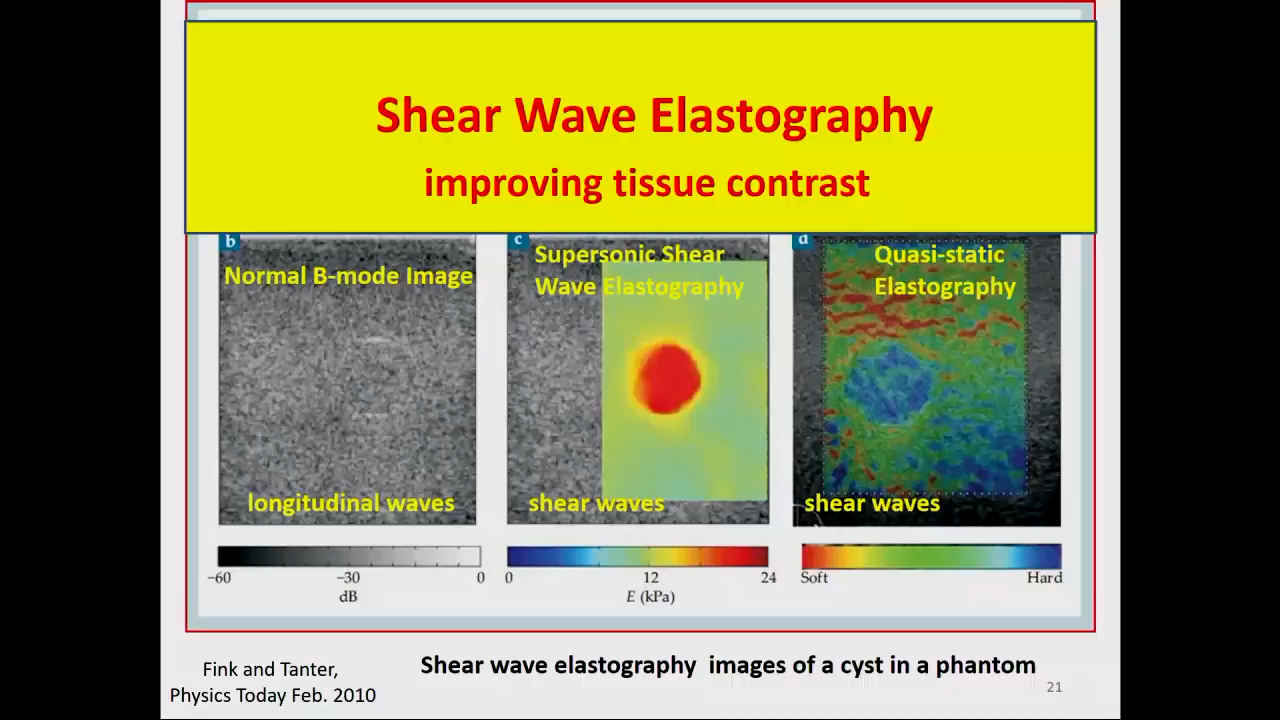 Shear Wave Elastography
improving tissue contrast
b
Normal B-mode Image
longitudinal waves
−60 −30 0
dB
c
Supersonic Shear
Wave Elastography
shear waves
0 12 24
E (kPa)
d
Quasi-static
Elastography
shear waves
Soft Hard
Fink and Tanter,
Physics Today Feb. 2010
Shear wave elastography images of a cyst in a phantom
21